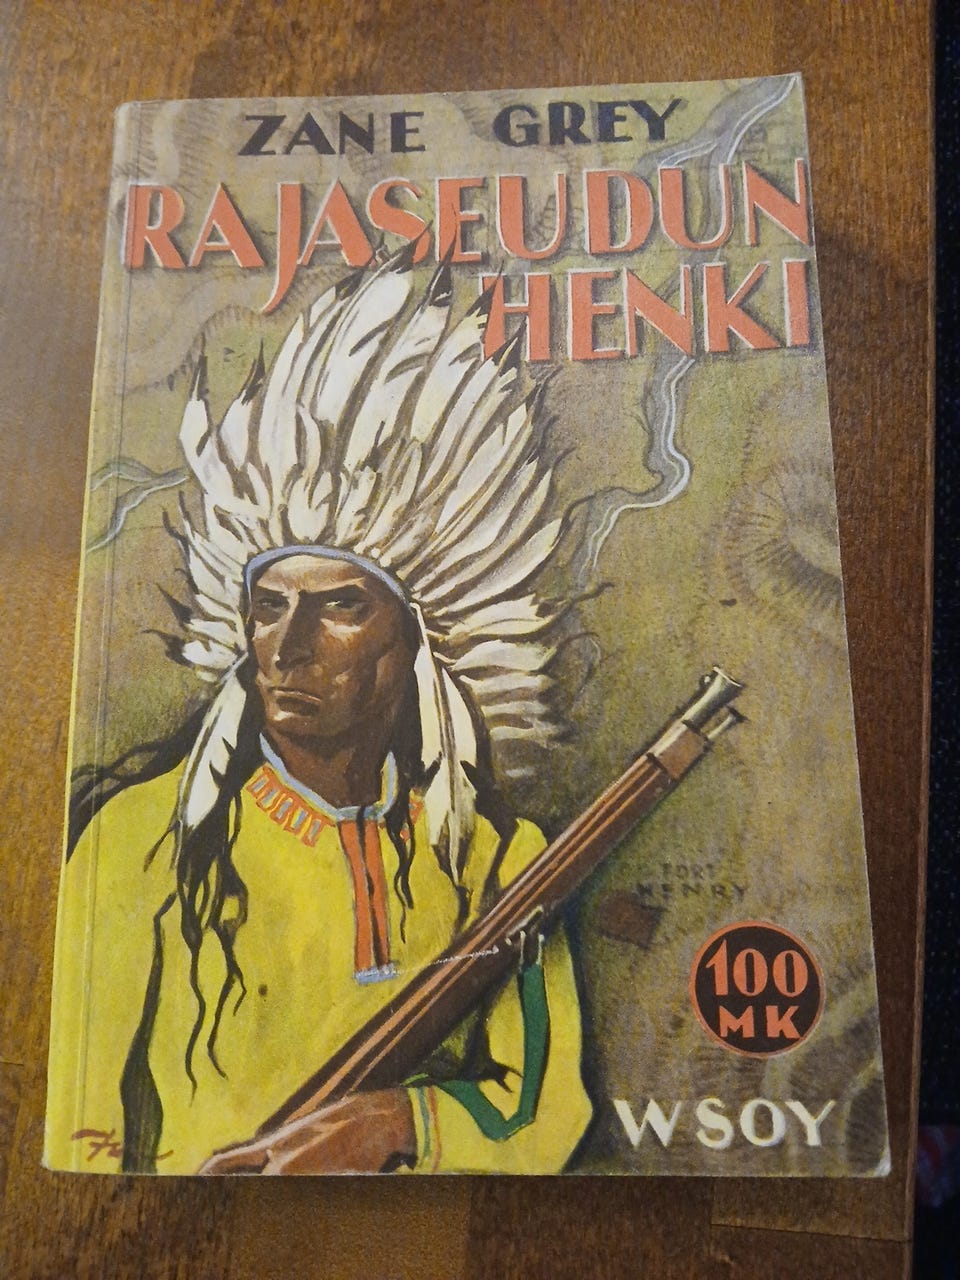 ZANE GREY
RAJASEUDUN
HENKI
FORT
HENRY
100
MK
WSOY